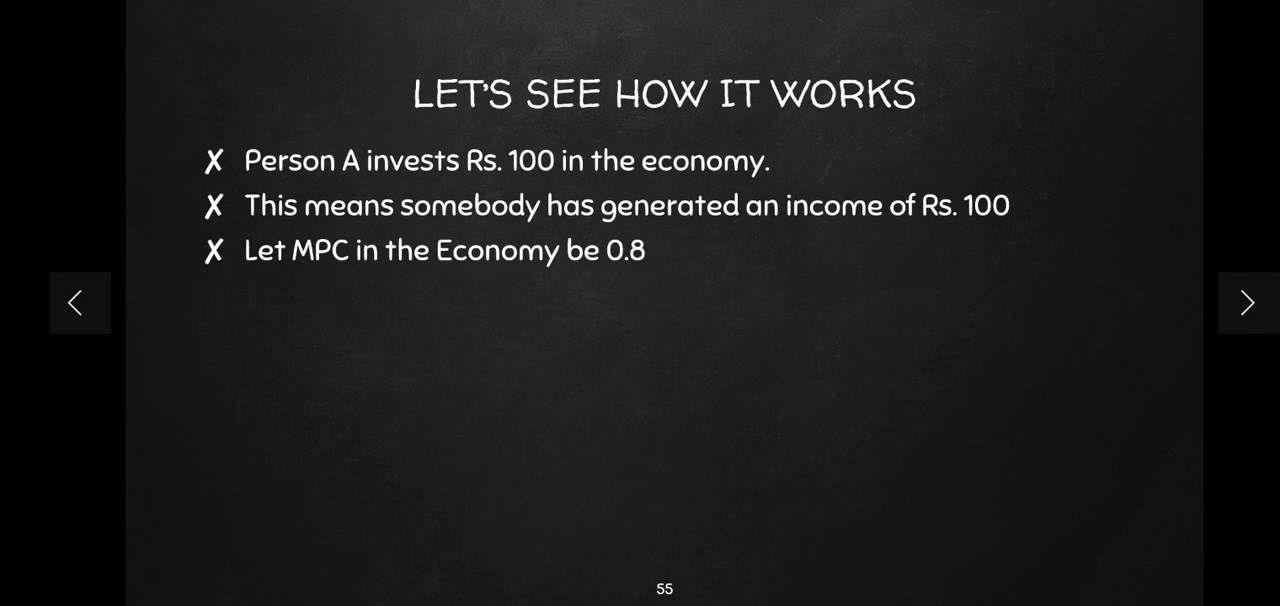 LET'S SEE HOW IT WORKS
✗ Person A invests Rs. 100 in the economy.
✗ This means somebody has generated an income of Rs. 100
✗ Let MPC in the Economy be 0.8
55